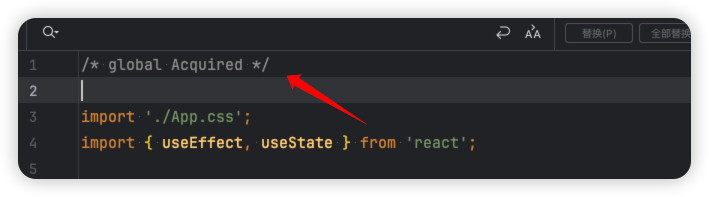 AA 替换(P) 全部替换
1 /* global Acquired */
2
3 import './App.css';
4 import { useEffect, useState } from 'react';
5